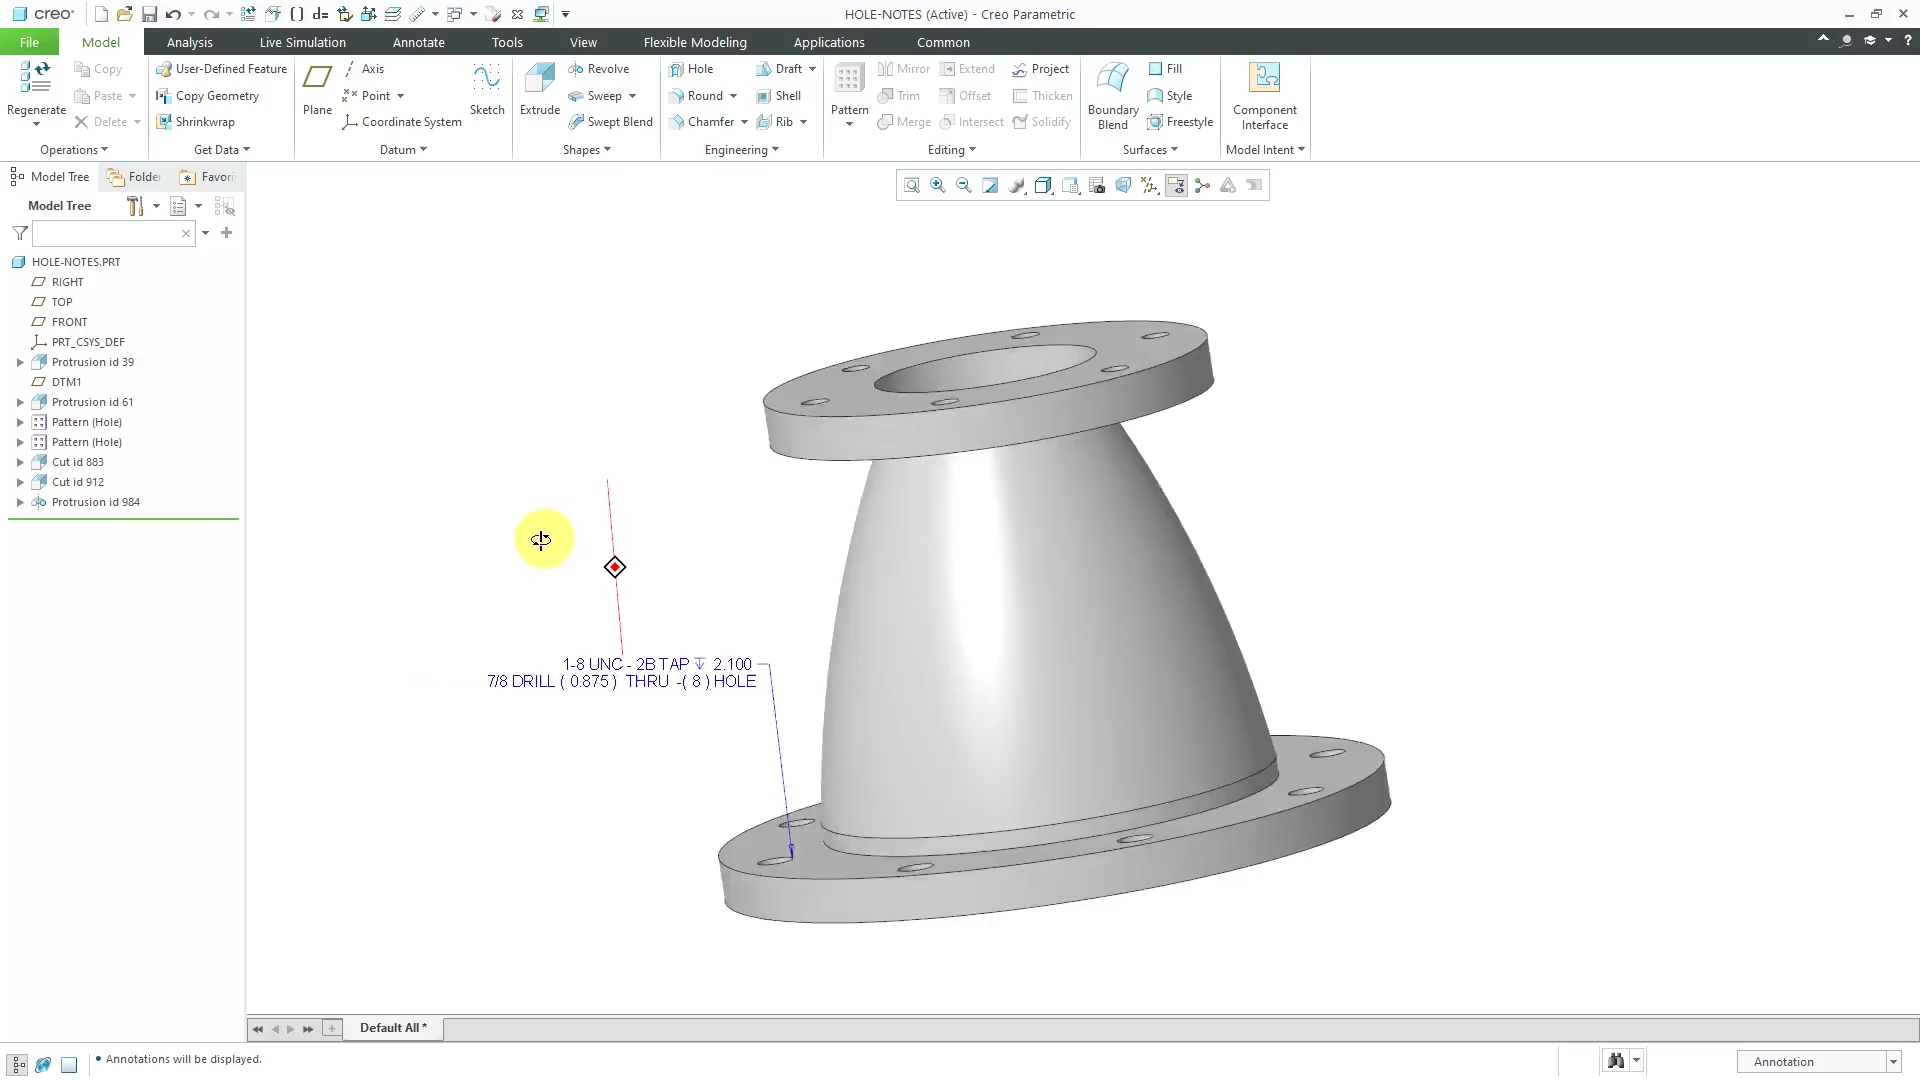 creo
HOLE-NOTES (Active) - Creo Parametric
File
Model
Analysis
Live Simulation
Annotate
Tools
View
Flexible Modeling
Applications
Common
Regenerate
Copy
Paste
Delete
Operations
User-Defined Feature
Copy Geometry
Shrinkwrap
Get Data
Plane
Axis
Point
Coordinate System
Sketch
Datum
Extrude
Revolve
Sweep
Swept Blend
Shapes
Hole
Round
Chamfer
Draft
Shell
Rib
Engineering
Pattern
Mirror
Trim
Merge
Extend
Offset
Intersect
Project
Thicken
Solidify
Editing
Boundary
Blend
Fill
Style
Freestyle
Surfaces
Component
Interface
Model Intent
Model Tree
Folder
Favori
Model Tree
HOLE-NOTES.PRT
RIGHT
TOP
FRONT
PRT_CSYS_DEF
Protrusion id 39
DTM1
Protrusion id 61
Pattern (Hole)
Pattern (Hole)
Cut id 883
Cut id 912
Protrusion id 984
1-8 UNC - 2B TAP ↧ 2.100
7/8 DRILL ( 0.875 ) THRU -( 8 ) HOLE
Default All *
• Annotations will be displayed.
Annotation